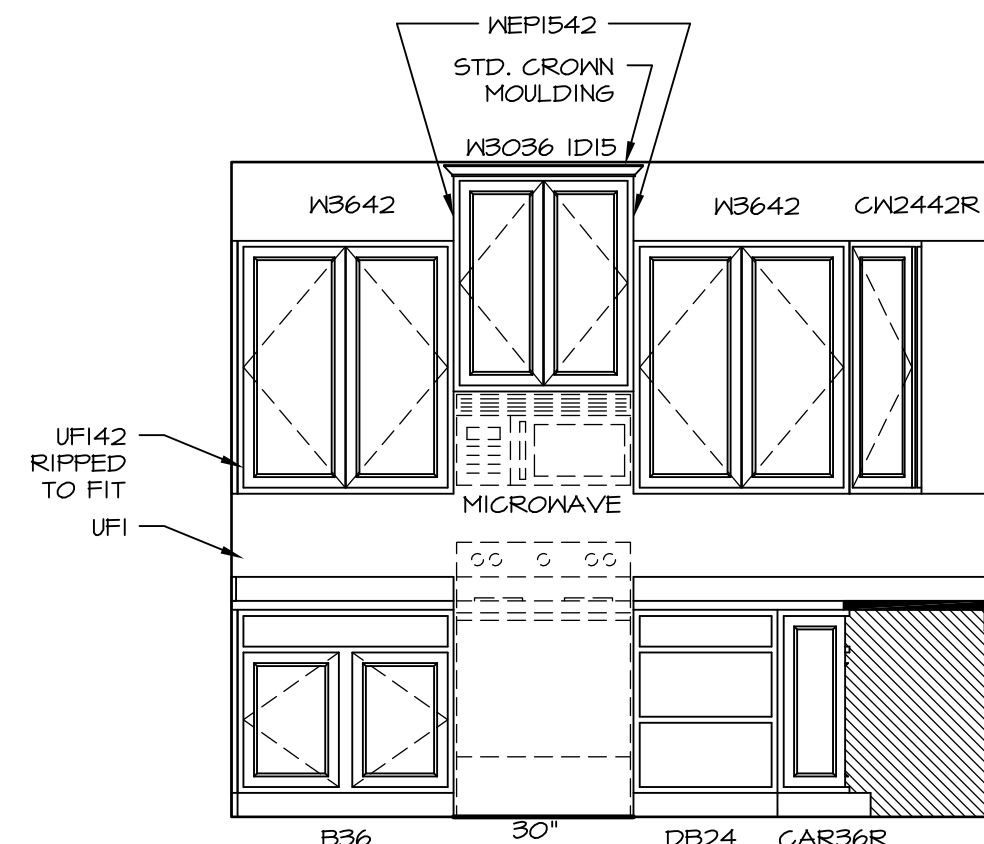 WEP1542
STD. CROWN
MOULDING
W3036 1D15
W3642
W3642
CW2442R
UF142
RIPPED
TO FIT
MICROWAVE
UF1
B36
30"
DB24
CAR36R